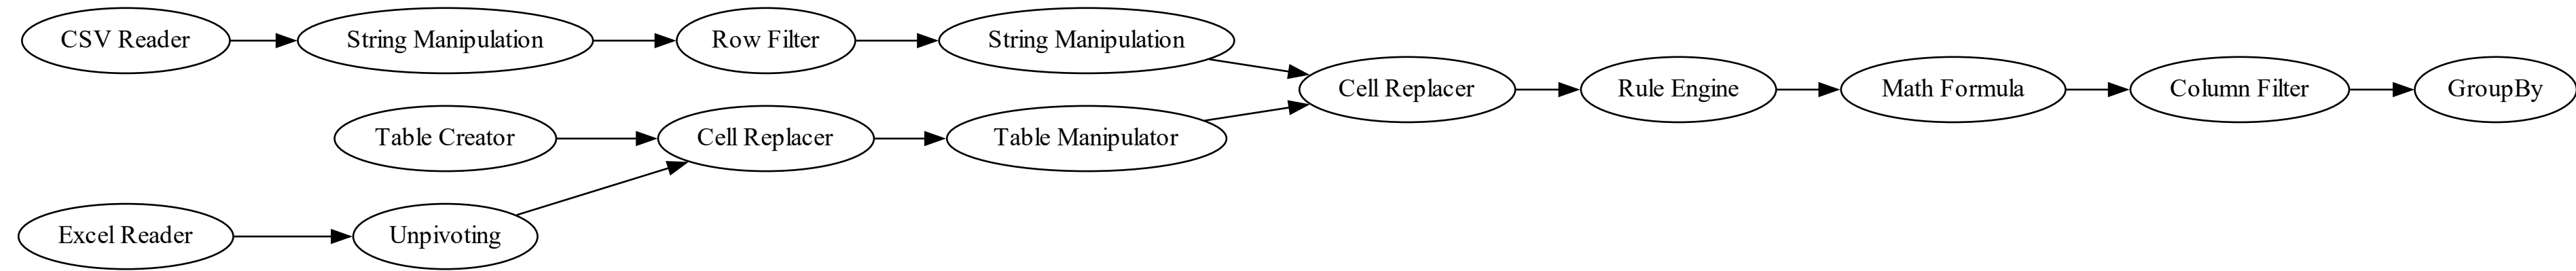 CSV Reader
String Manipulation
Row Filter
String Manipulation
Cell Replacer
Rule Engine
Math Formula
Column Filter
GroupBy
Table Creator
Cell Replacer
Table Manipulator
Excel Reader
Unpivoting